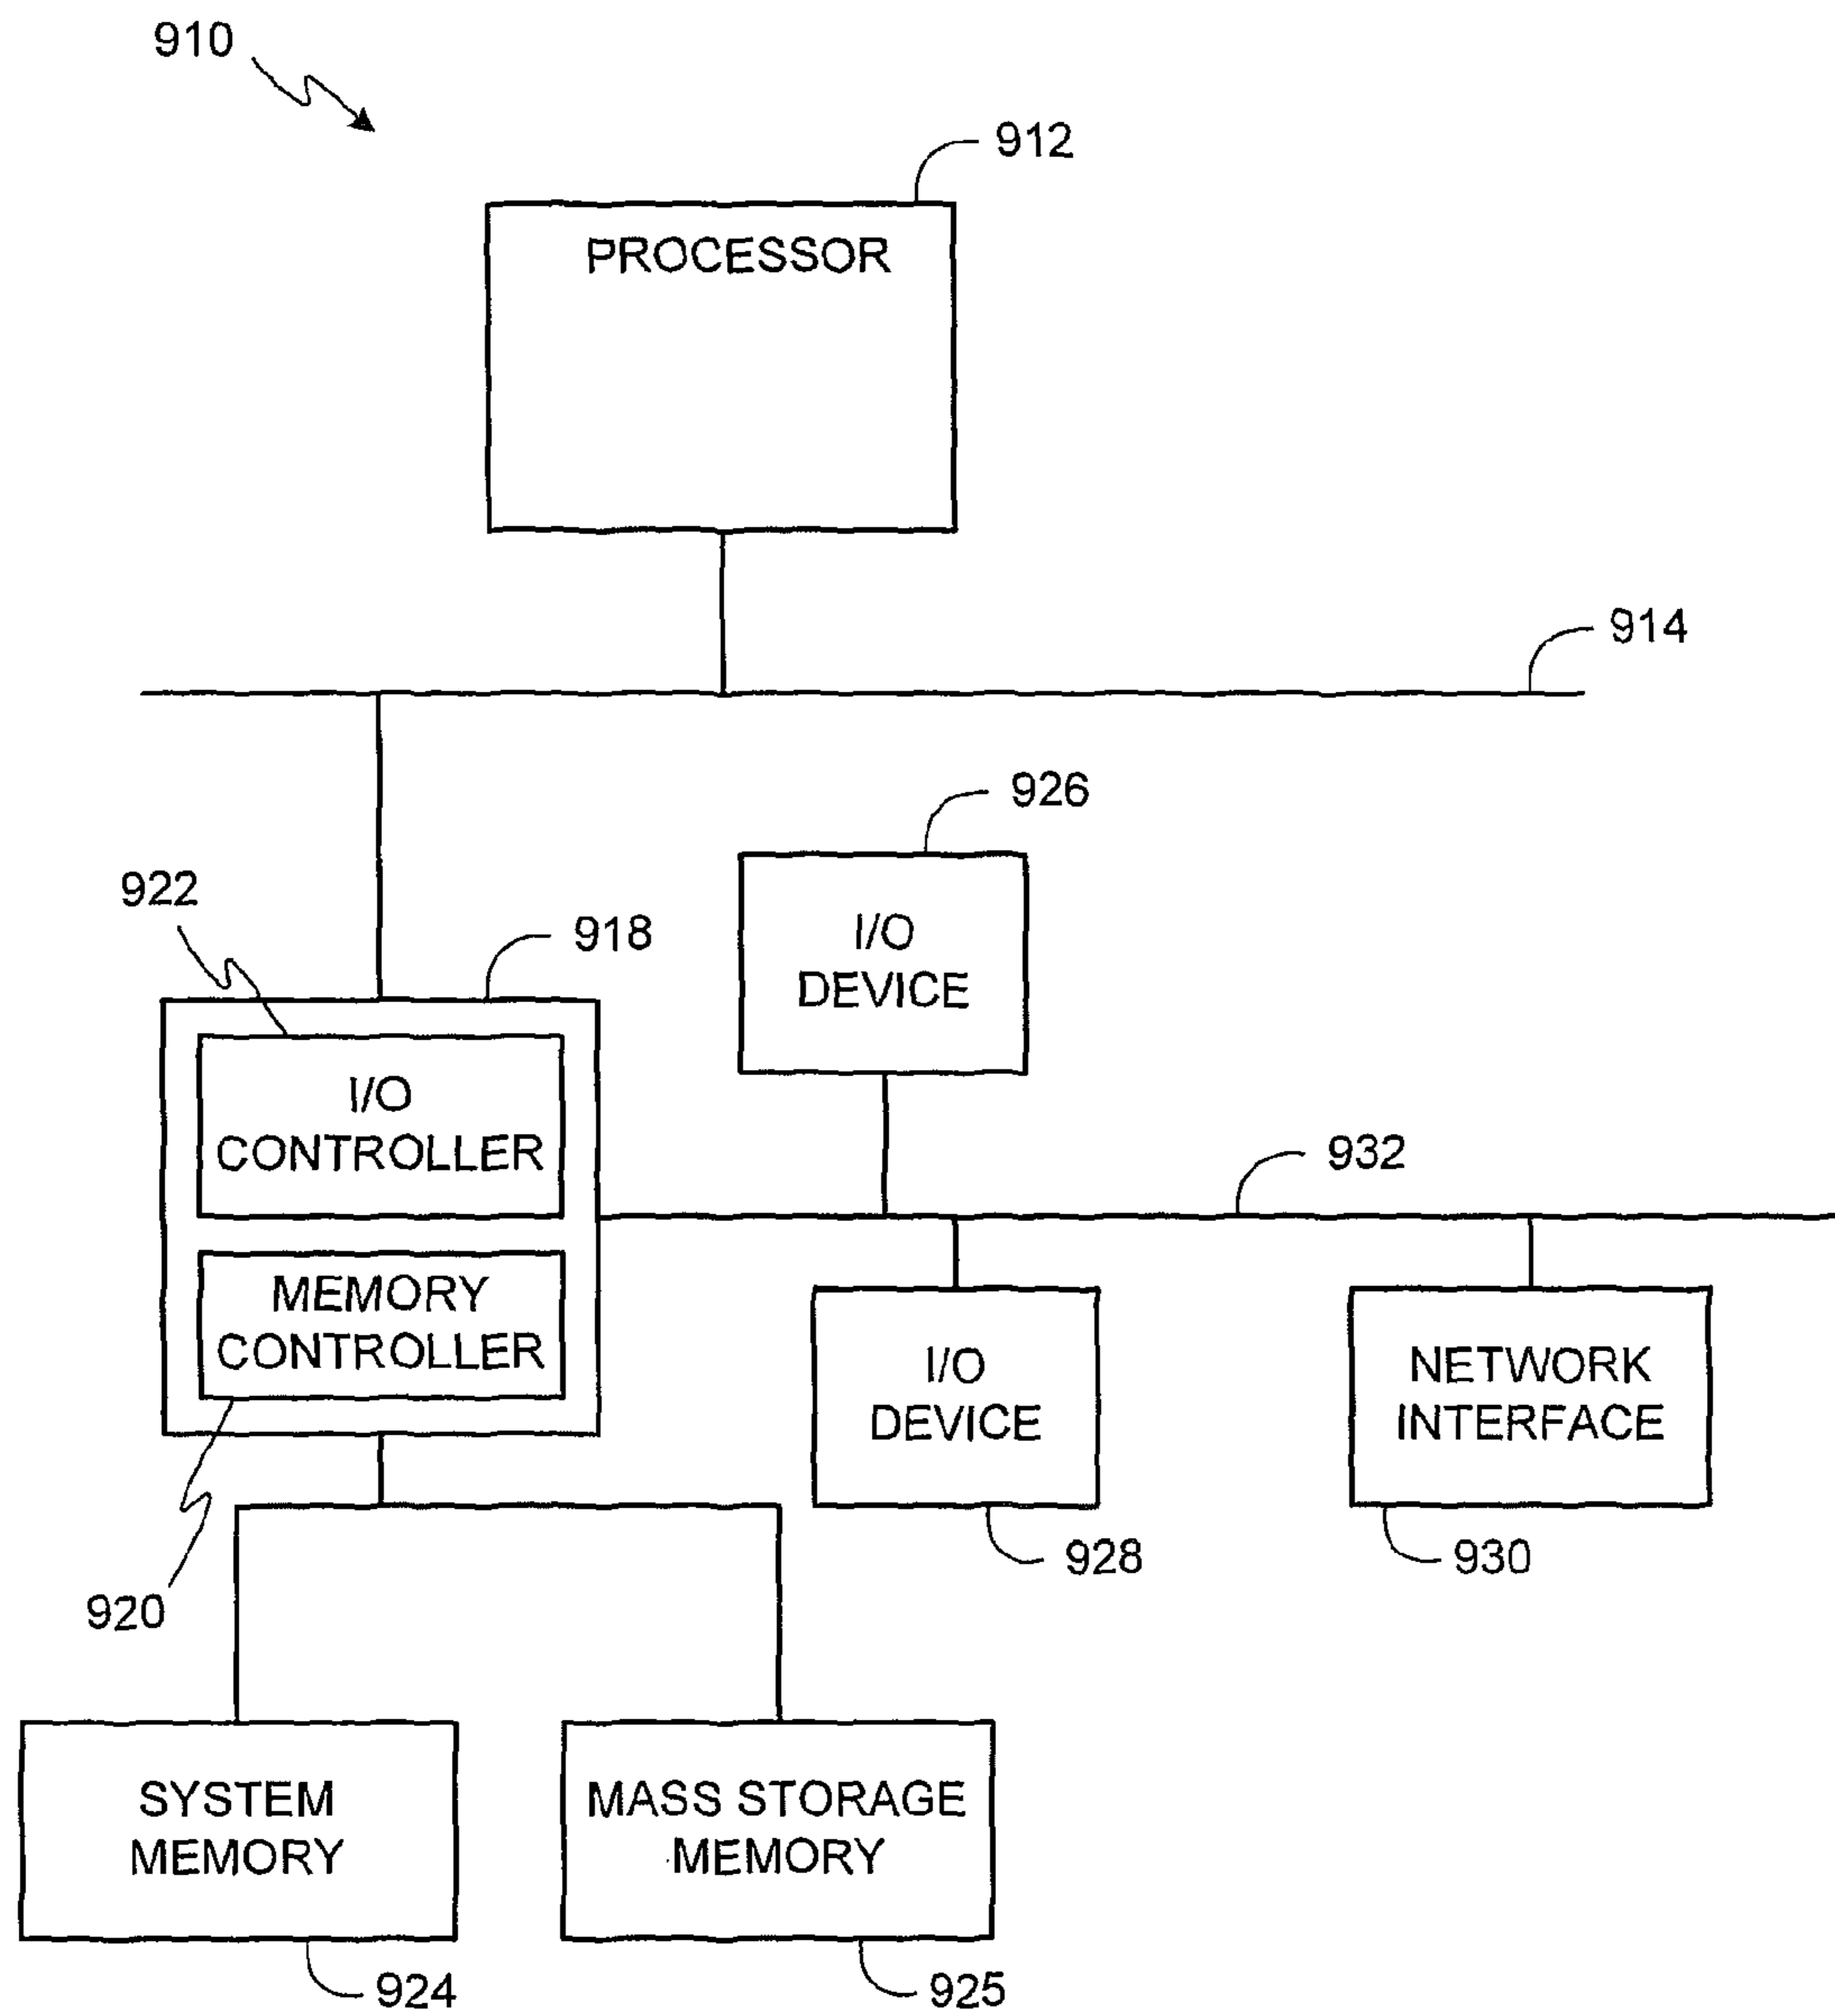 910
912
PROCESSOR
914
926
922
918
I/O
DEVICE
I/O
CONTROLLER
932
MEMORY
CONTROLLER
I/O
DEVICE
NETWORK
INTERFACE
928
930
920
SYSTEM
MEMORY
MASS STORAGE
MEMORY
924
925